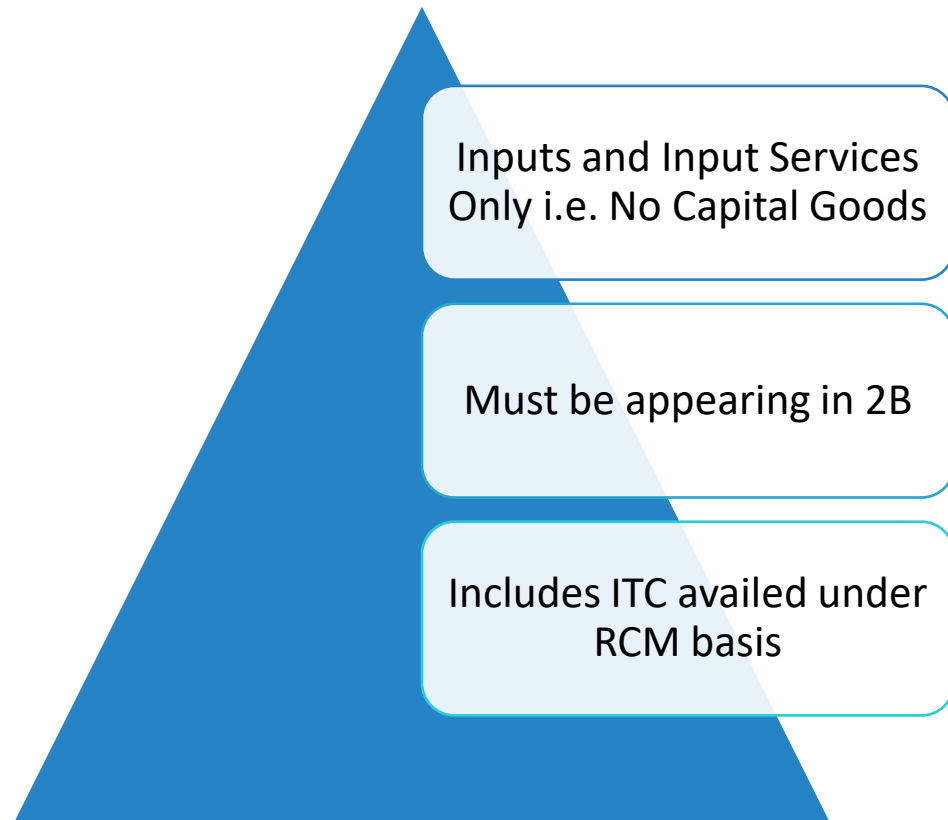 Inputs and Input Services
Only i.e. No Capital Goods
Must be appearing in 2B
Includes ITC availed under
RCM basis